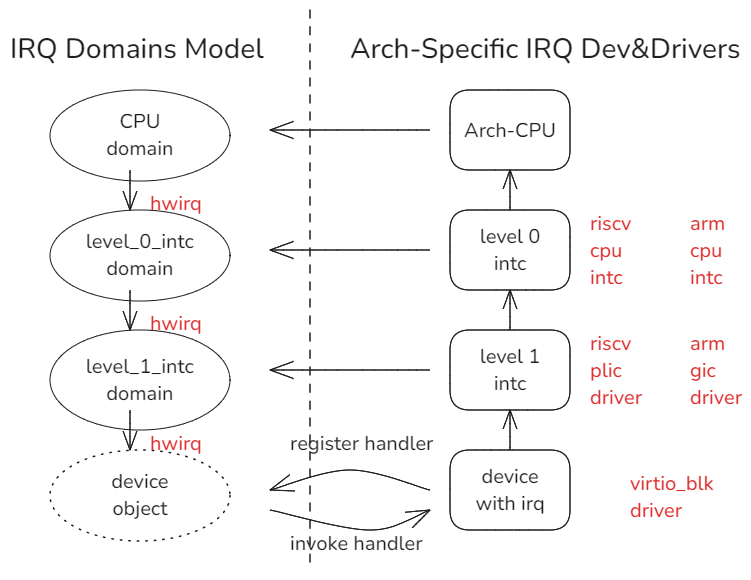 IRQ Domains Model
Arch-Specific IRQ Dev&Drivers
CPU
domain
Arch-CPU
hwirq
level_0_intc
domain
level 0
intc
riscv
cpu
intc
arm
cpu
intc
hwirq
level_1_intc
domain
level 1
intc
riscv
plic
driver
arm
gic
driver
hwirq
register handler
device
object
device
with irq
virtio_blk
driver
invoke handler